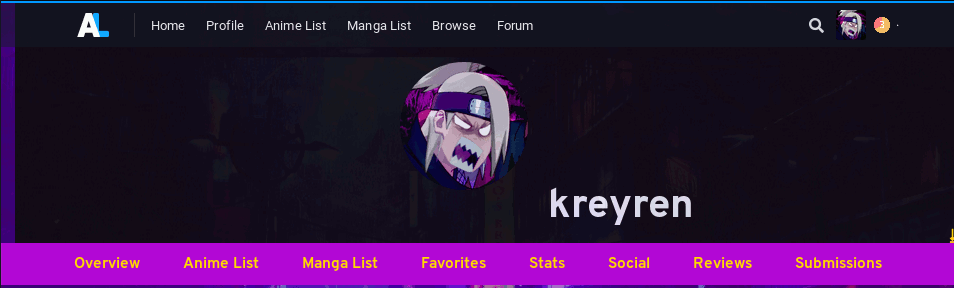 AL Home Profile Anime List Manga List Browse Forum 3
kreyren
Overview Anime List Manga List Favorites Stats Social Reviews Submissions